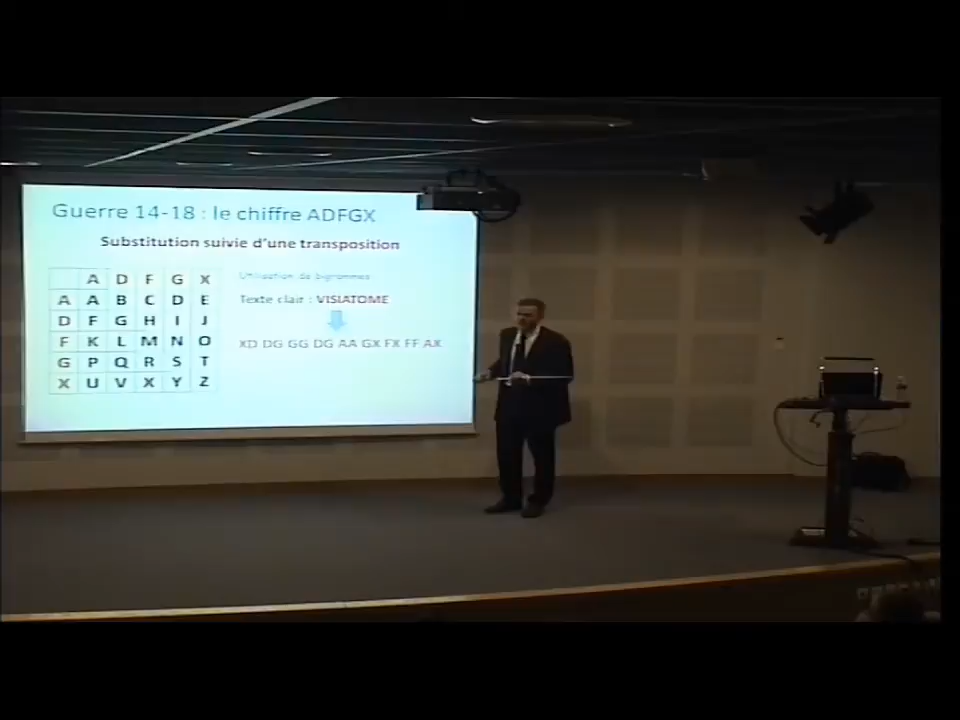 Guerre 14-18 : le chiffre ADFGX
Substitution suivie d'une transposition
A D F G X
A A B C D E
D F G H I J
F K L M N O
G P Q R S T
X U V X Y Z
Utilisation de bigrammes
Texte clair : VISIATOME
XD DG GG DG AA GX FX FF AX